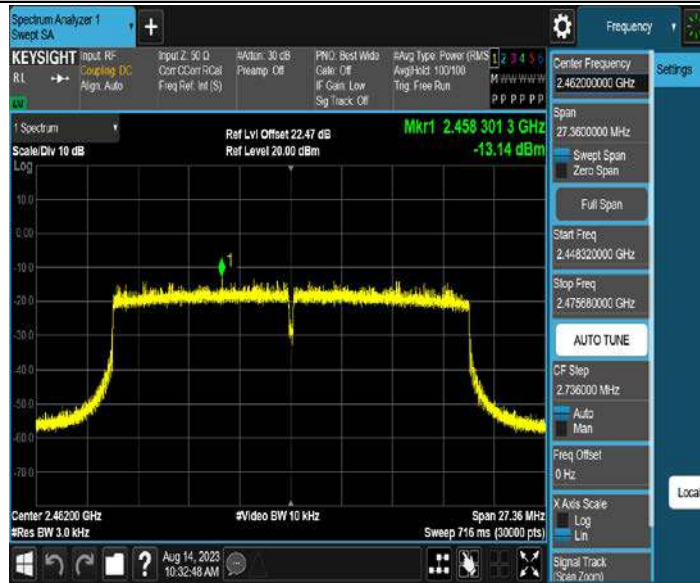 Spectrum Analyzer 1
Swept SA
+
Frequency
KEYSIGHT
RL
Input: RF
Coupling: DC
Align: Auto
Input Z: 50 Ω
Corr CCorr RCal
Freq Ref: Int (S)
#Atten: 30 dB
Preamp: Off
PNO: Best Wide
Gate: Off
IF Gain: Low
Sig Track: Off
#Avg Type: Power (RMS
Avg|Hold: 100/100
Trig: Free Run
1 2 3 4 5 6
M W W W W W
P P P P P P
1 Spectrum
Scale/Div 10 dB
Log
Ref Lvl Offset 22.47 dB
Ref Level 20.00 dBm
Mkr1 2.458 301 3 GHz
-13.14 dBm
10.0
0.00
-10.0
-20.0
-30.0
-40.0
-50.0
-60.0
-70.0
1
Center 2.46200 GHz
#Res BW 3.0 kHz
#Video BW 10 kHz
Span 27.36 MHz
Sweep 716 ms (30000 pts)
Center Frequency
2.462000000 GHz
Span
27.3600000 MHz
Swept Span
Zero Span
Full Span
Start Freq
2.448320000 GHz
Stop Freq
2.475680000 GHz
AUTO TUNE
CF Step
2.736000 MHz
Auto
Man
Freq Offset
0 Hz
X Axis Scale
Log
Lin
Signal Track
(Span Zoom)
Settings
Local
?
Aug 14, 2023
10:32:48 AM